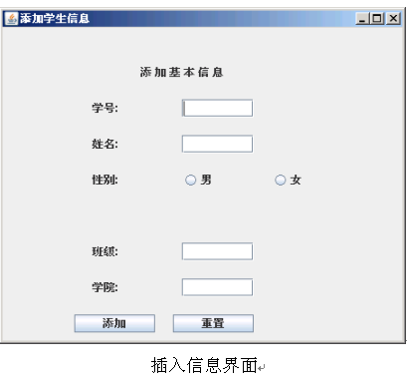 添加学生信息
添加基本信息
学号:
姓名:
性别: 男 女
班级:
学院:
添加 重置
插入信息界面